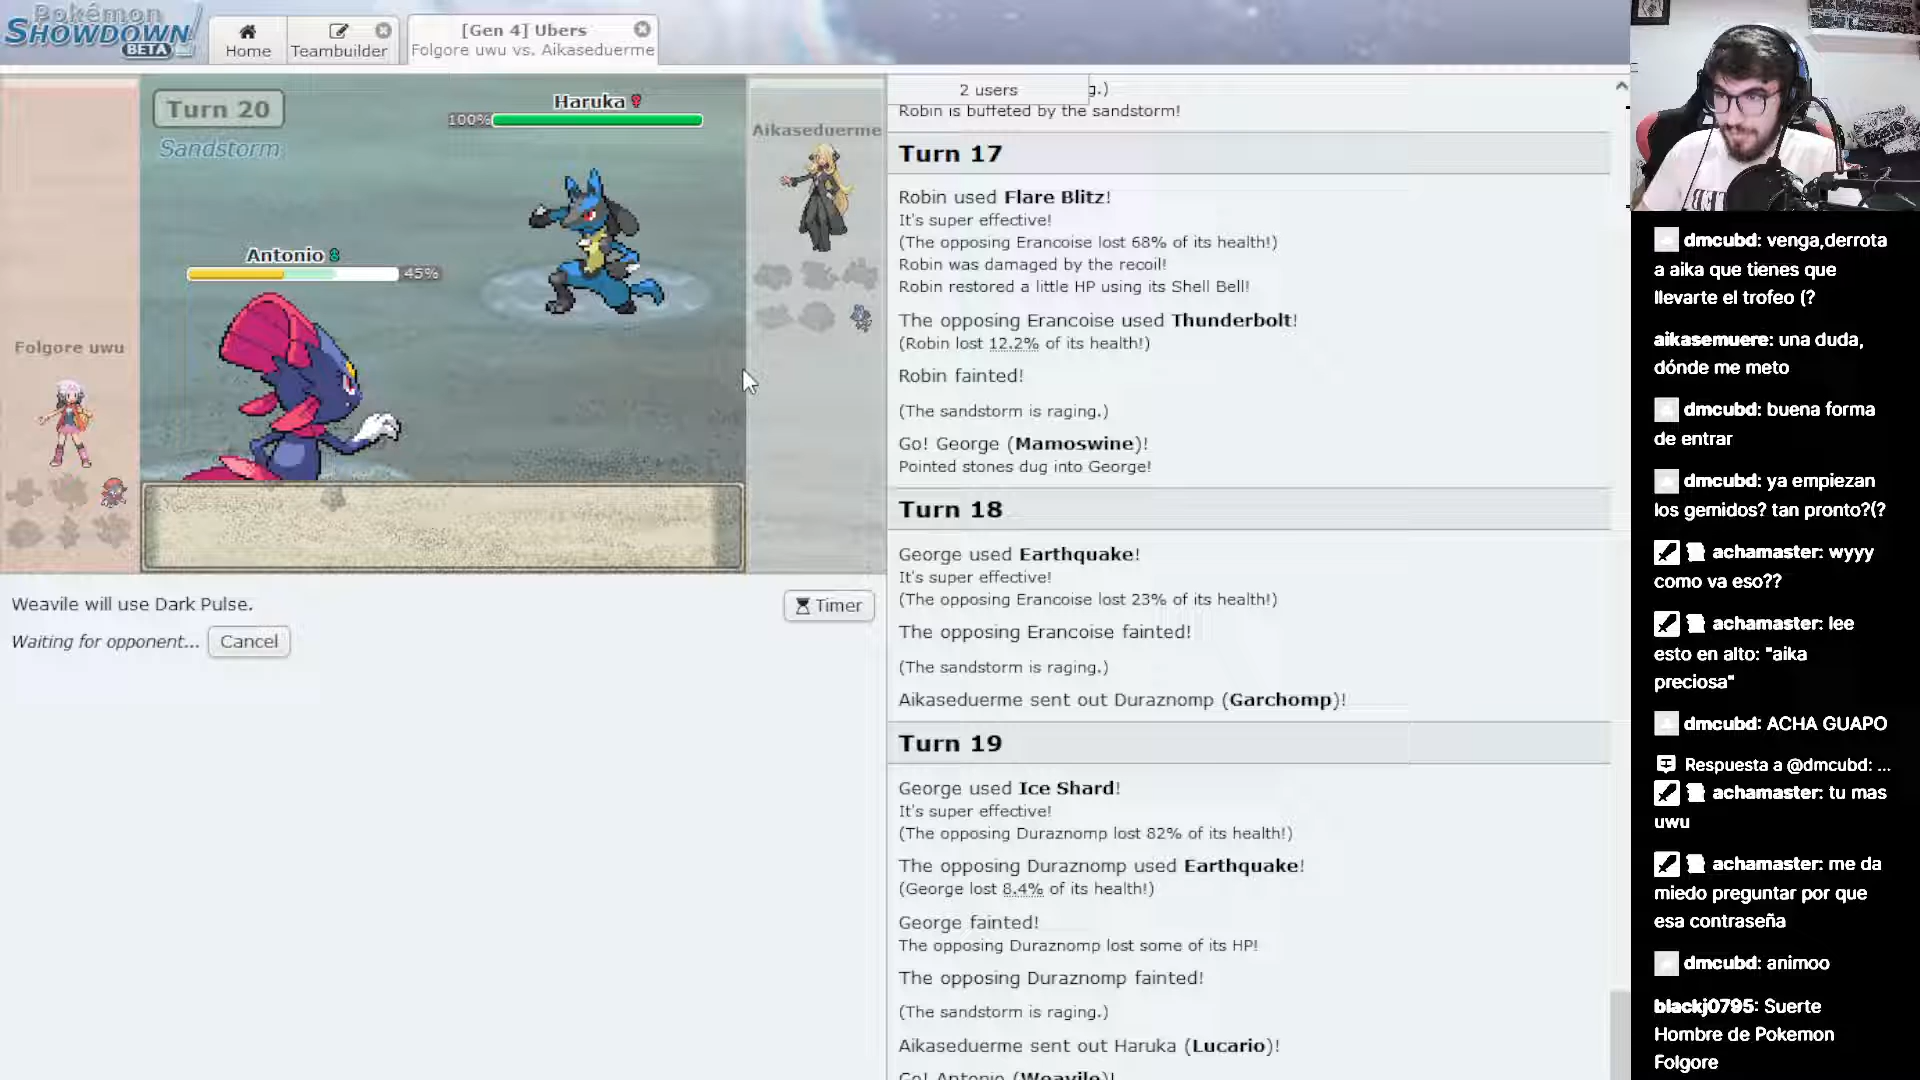 Pokémon
SHOWDOWN
BETA
Home
Teambuilder
[Gen 4] Ubers
Folgore uwu vs. Aikaseduerme
Turn 20
Sandstorm
Haruka
100%
Antonio
45%
Folgore uwu
Aikaseduerme
Weavile will use Dark Pulse.
Waiting for opponent...
Cancel
Timer
2 users
g.)
Robin is buffeted by the sandstorm!
Turn 17
Robin used Flare Blitz!
It's super effective!
(The opposing Erancoise lost 68% of its health!)
Robin was damaged by the recoil!
Robin restored a little HP using its Shell Bell!
The opposing Erancoise used Thunderbolt!
(Robin lost 12.2% of its health!)
Robin fainted!
(The sandstorm is raging.)
Go! George (Mamoswine)!
Pointed stones dug into George!
Turn 18
George used Earthquake!
It's super effective!
(The opposing Erancoise lost 23% of its health!)
The opposing Erancoise fainted!
(The sandstorm is raging.)
Aikaseduerme sent out Duraznomp (Garchomp)!
Turn 19
George used Ice Shard!
It's super effective!
(The opposing Duraznomp lost 82% of its health!)
The opposing Duraznomp used Earthquake!
(George lost 8.4% of its health!)
George fainted!
The opposing Duraznomp lost some of its HP!
The opposing Duraznomp fainted!
(The sandstorm is raging.)
Aikaseduerme sent out Haruka (Lucario)!
Go! Antonio (Weavile)!
dmcubd: venga,derrota
a aika que tienes que
llevarte el trofeo (?
aikasemuere: una duda,
dónde me meto
dmcubd: buena forma
de entrar
dmcubd: ya empiezan
los gemidos? tan pronto?(?
achamaster: wyyy
como va eso??
achamaster: lee
esto en alto: "aika
preciosa"
dmcubd: ACHA GUAPO
Respuesta a @dmcubd: ...
achamaster: tu mas
uwu
achamaster: me da
miedo preguntar por que
esa contraseña
dmcubd: animoo
blackj0795: Suerte
Hombre de Pokemon
Folgore